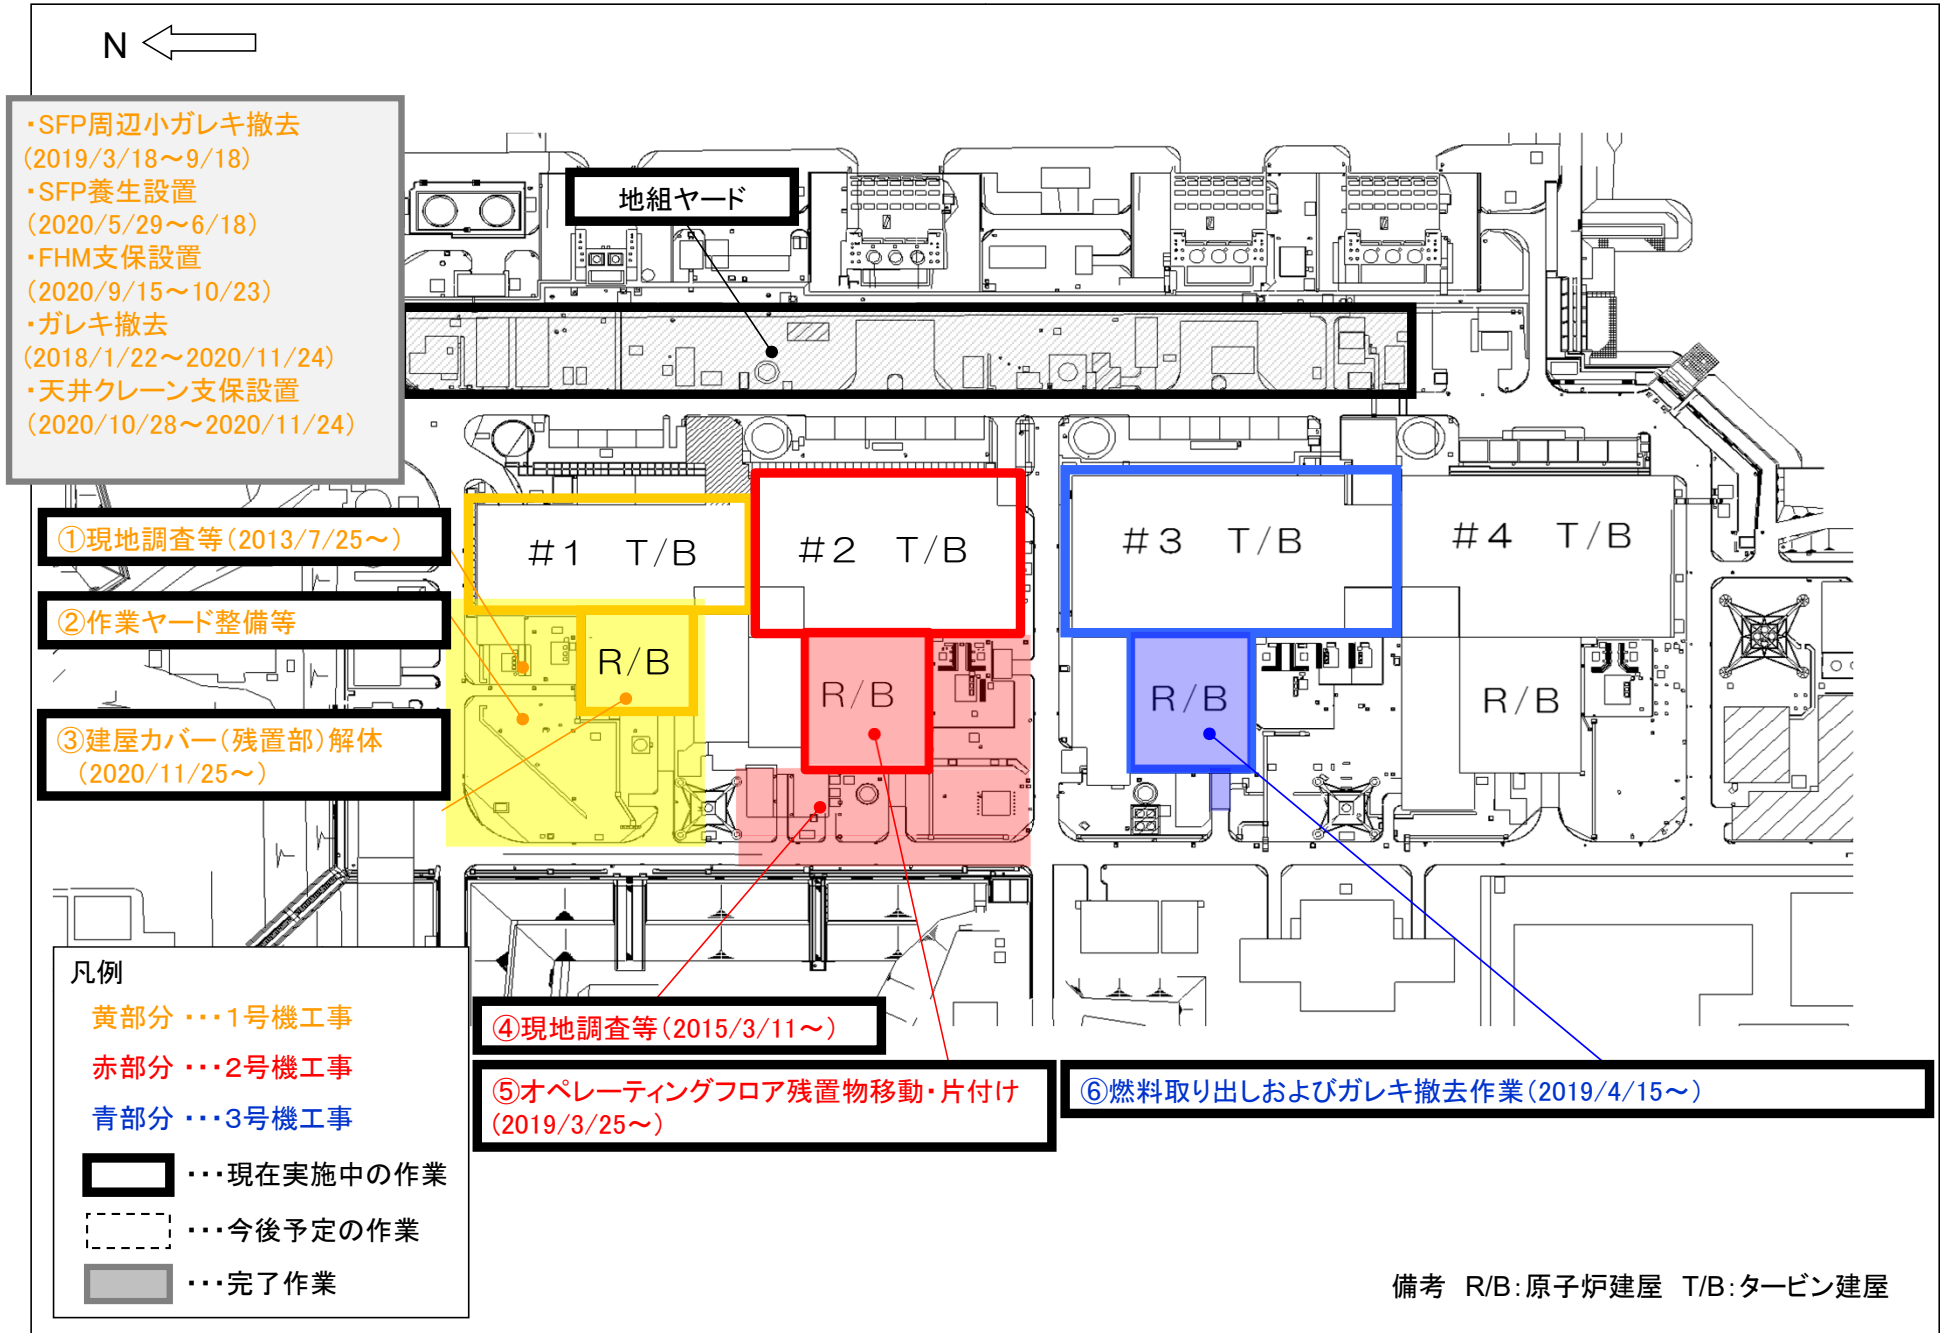 N
・SFP周辺小ガレキ撤去
(2019/3/18～9/18)
・SFP養生設置
(2020/5/29～6/18)
・FHM支保設置
(2020/9/15～10/23)
・ガレキ撤去
(2018/1/22～2020/11/24)
・天井クレーン支保設置
(2020/10/28～2020/11/24)
地組ヤード
①現地調査等(2013/7/25～)
②作業ヤード整備等
③建屋カバー(残置部)解体
(2020/11/25～)
＃１　T/B
＃２　T/B
＃３　T/B
＃４　T/B
R/B
R/B
R/B
R/B
④現地調査等(2015/3/11～)
⑤オペレーティングフロア残置物移動・片付け
(2019/3/25～)
⑥燃料取り出しおよびガレキ撤去作業(2019/4/15～)
凡例
黄部分 ･･･1号機工事
赤部分 ･･･2号機工事
青部分 ･･･3号機工事
･･･現在実施中の作業
･･･今後予定の作業
･･･完了作業
備考　R/B：原子炉建屋　T/B：タービン建屋